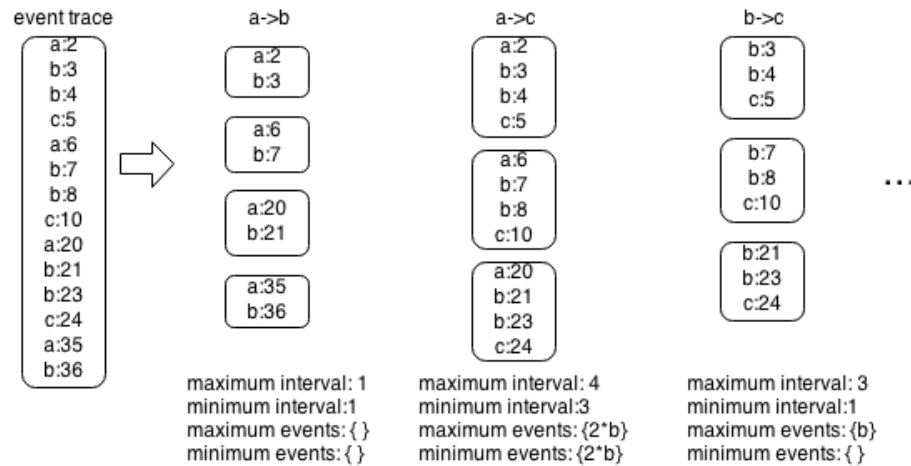 event trace
a:2
b:3
b:4
c:5
a:6
b:7
b:8
c:10
a:20
b:21
b:23
c:24
a:35
b:36
a->b
a:2
b:3
a:6
b:7
a:20
b:21
a:35
b:36
maximum interval: 1
minimum interval:1
maximum events: { }
minimum events: { }
a->c
a:2
b:3
b:4
c:5
a:6
b:7
b:8
c:10
a:20
b:21
b:23
c:24
maximum interval: 4
minimum interval:3
maximum events: {2*b}
minimum events: {2*b}
b->c
b:3
b:4
c:5
b:7
b:8
c:10
b:21
b:23
c:24
maximum interval: 3
minimum interval:1
maximum events: {b}
minimum events: { }
...